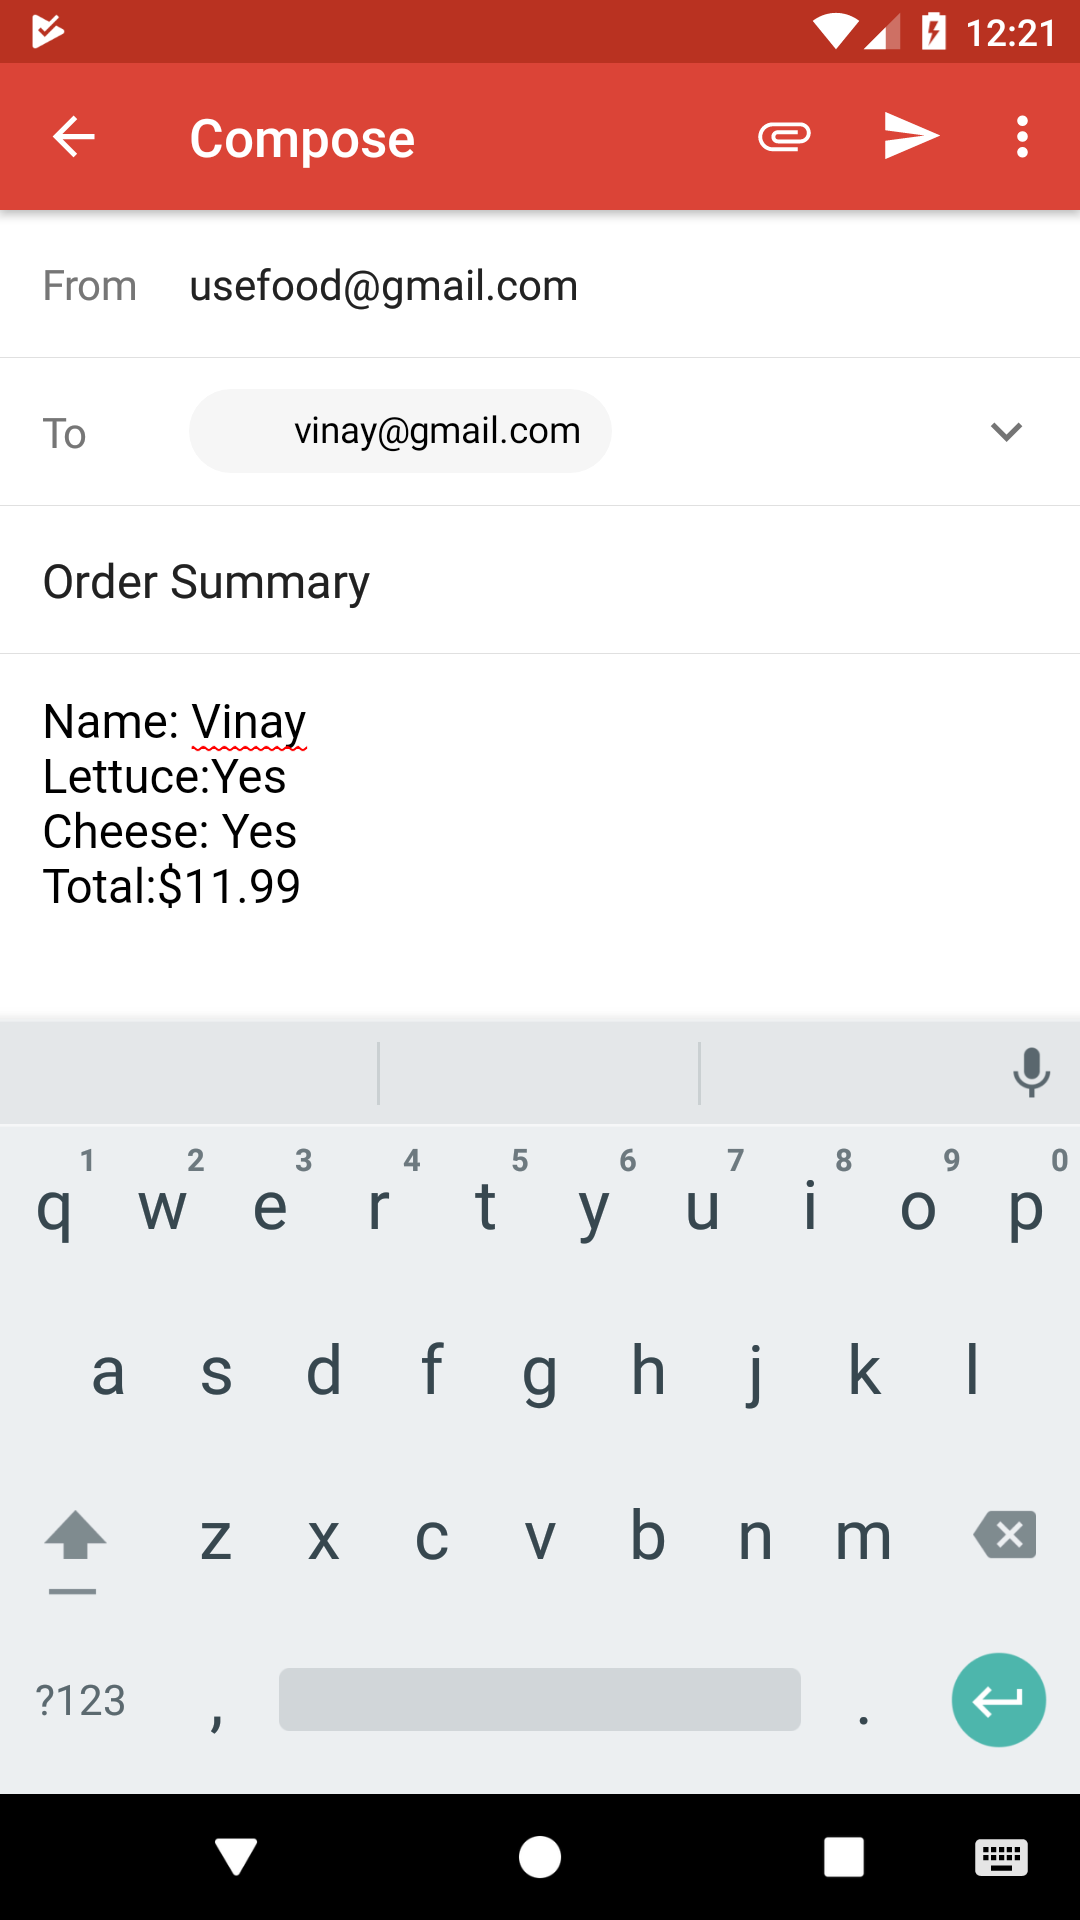 12:21
Compose
From usefood@gmail.com
To vinay@gmail.com
Order Summary
Name: Vinay
Lettuce:Yes
Cheese: Yes
Total:$11.99
1 2 3 4 5 6 7 8 9 0
q w e r t y u i o p
a s d f g h j k l
z x c v b n m
?123 , .